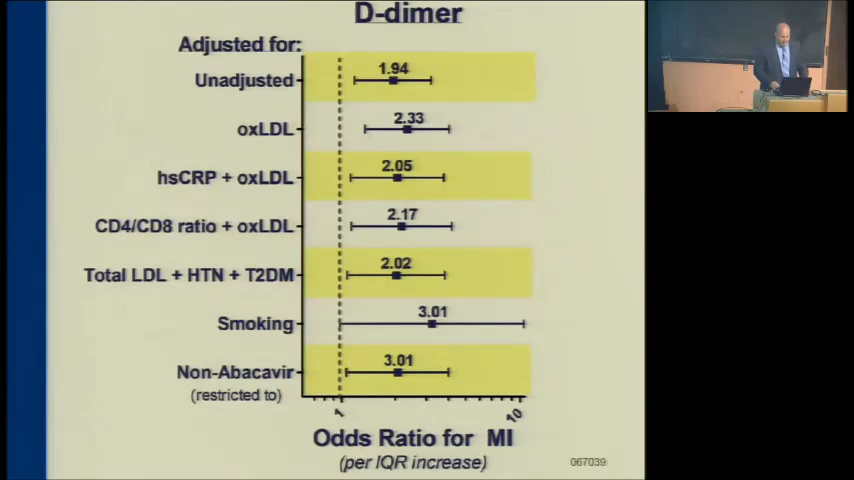 D-dimer
Adjusted for:
Unadjusted 1.94
oxLDL 2.33
hsCRP + oxLDL 2.05
CD4/CD8 ratio + oxLDL 2.17
Total LDL + HTN + T2DM 2.02
Smoking 3.01
Non-Abacavir 3.01
(restricted to)
1 10
Odds Ratio for MI
(per IQR increase)
067039